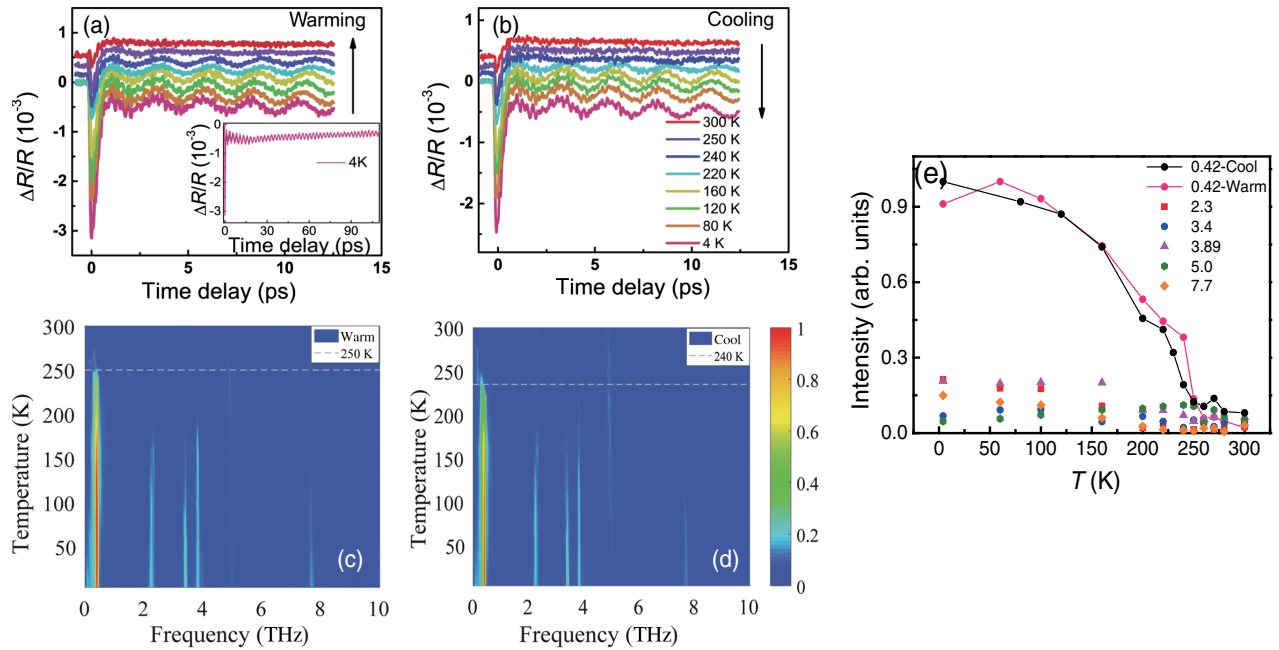 (a)
Warming
ΔR/R (10⁻³)
1
0
-1
-2
-3
0
5
10
15
Time delay (ps)
ΔR/R (10⁻³)
0
-1
-2
-3
4K
0
30
60
90
Time delay (ps)
(b)
Cooling
ΔR/R (10⁻³)
1
0
-1
-2
300 K
250 K
240 K
220 K
160 K
120 K
80 K
4 K
0
5
10
15
Time delay (ps)
(c)
Warm
250 K
Temperature (K)
300
250
200
150
100
50
0
2
4
6
8
10
Frequency (THz)
(d)
Cool
240 K
Temperature (K)
300
250
200
150
100
50
0
2
4
6
8
10
Frequency (THz)
1
0.8
0.6
0.4
0.2
0
(e)
0.42-Cool
0.42-Warm
2.3
3.4
3.89
5.0
7.7
Intensity (arb. units)
0.9
0.6
0.3
0.0
0
50
100
150
200
250
300
T (K)